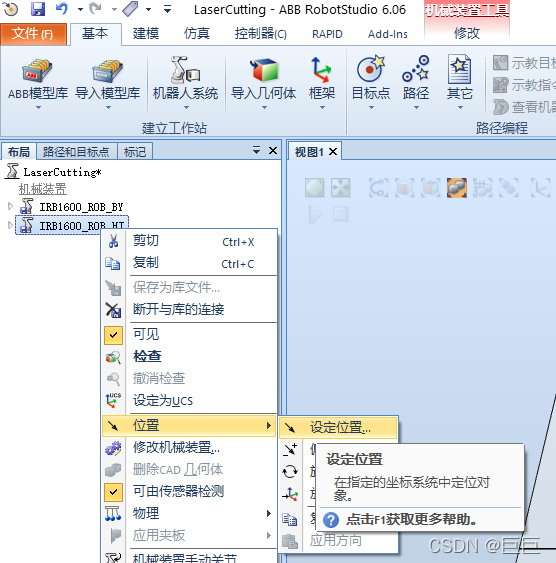 LaserCutting - ABB RobotStudio 6.06
机械装置工具
文件(F) 基本 建模 仿真 控制器(C) RAPID Add-Ins 修改
ABB模型库 导入模型库 机器人系统 导入几何体 框架 目标点 路径 其它
示教目
示教指
查看机
建立工作站 路径编程
布局 路径和目标点 标记 视图1
LaserCutting*
机械装置
IRB1600_ROB_BY
IRB1600_ROB_HT
剪切 Ctrl+X
复制 Ctrl+C
保存为库文件...
断开与库的连接
可见
检查
撤消检查
设定为UCS
位置
设定位置...
修改机械装置...
删除CAD 几何体
可由传感器检测
物理
应用夹板
机械装置手动关节
设定位置
在指定的坐标系统中定位对
象。
点击F1获取更多帮助。
应用方向
CSDN @巨巨